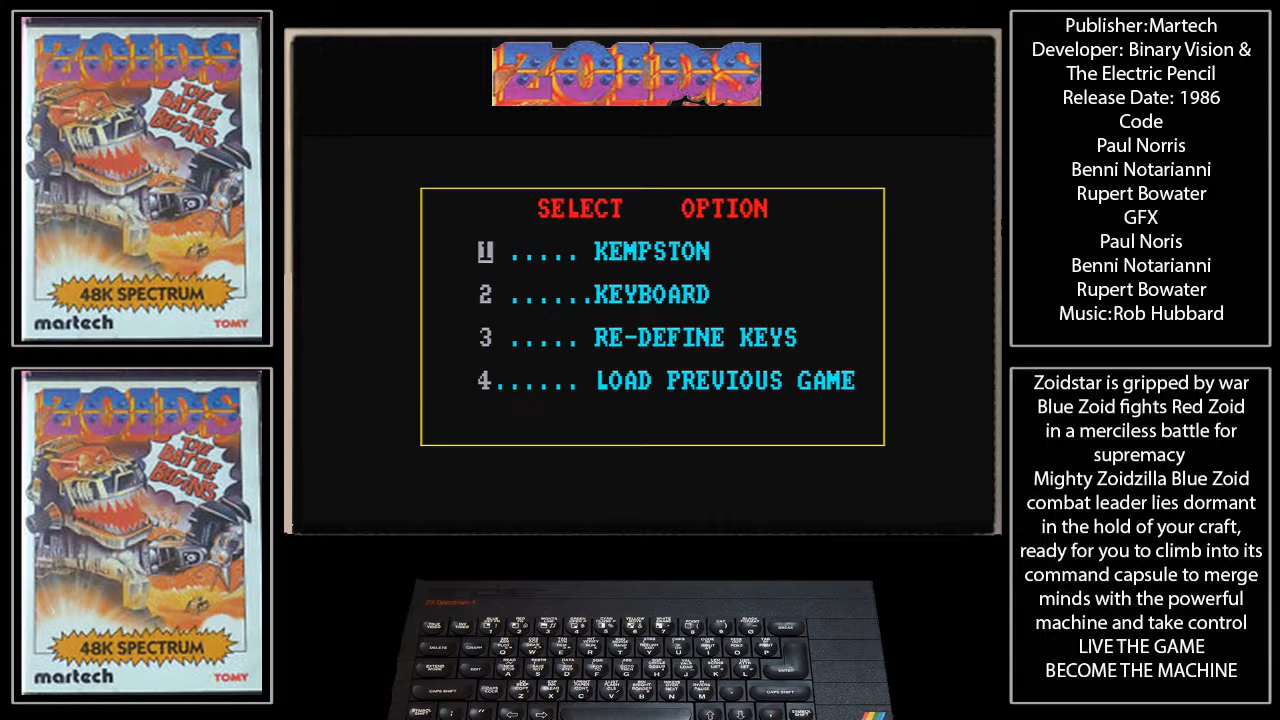 ZOIDS
THE
BATTLE
BEGINS
48K SPECTRUM
martech
TOMY
ZOIDS
THE
BATTLE
BEGINS
48K SPECTRUM
martech
TOMY
ZOIDS
SELECT OPTION
1 ..... KEMPSTON
2 ......KEYBOARD
3 ..... RE-DEFINE KEYS
4...... LOAD PREVIOUS GAME
ZX Spectrum +
Publisher:Martech
Developer: Binary Vision &
The Electric Pencil
Release Date: 1986
Code
Paul Norris
Benni Notarianni
Rupert Bowater
GFX
Paul Noris
Benni Notarianni
Rupert Bowater
Music:Rob Hubbard
Zoidstar is gripped by war
Blue Zoid fights Red Zoid
in a merciless battle for
supremacy
Mighty Zoidzilla Blue Zoid
combat leader lies dormant
in the hold of your craft,
ready for you to climb into its
command capsule to merge
minds with the powerful
machine and take control
LIVE THE GAME
BECOME THE MACHINE